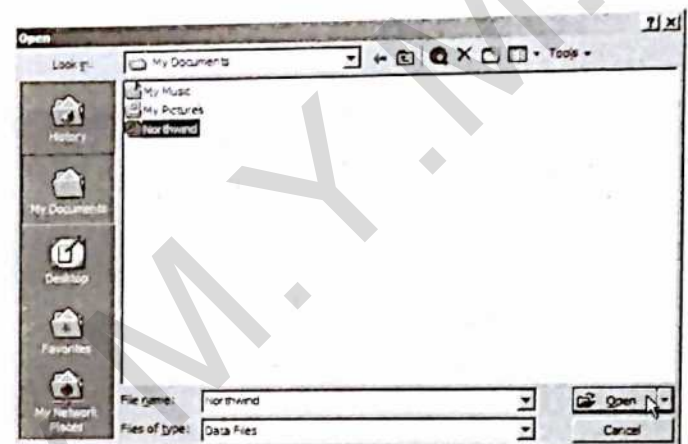 Open
Look in: My Documents Tools
My Music
My Pictures
Northwind
History
My Documents
Desktop
Favorites
My Network
Places
File name: Northwind Open
Files of type: Data Files Cancel
M.Y.M.